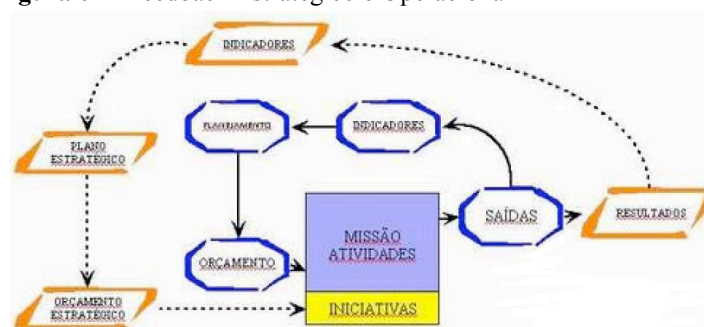 INDICADORES
PLANEJAMENTO
INDICADORES
PLANO
ESTRATÉGICO
SAÍDAS
RESULTADOS
MISSÃO
ATIVIDADES
ORÇAMENTO
ORÇAMENTO
ESTRATÉGICO
INICIATIVAS